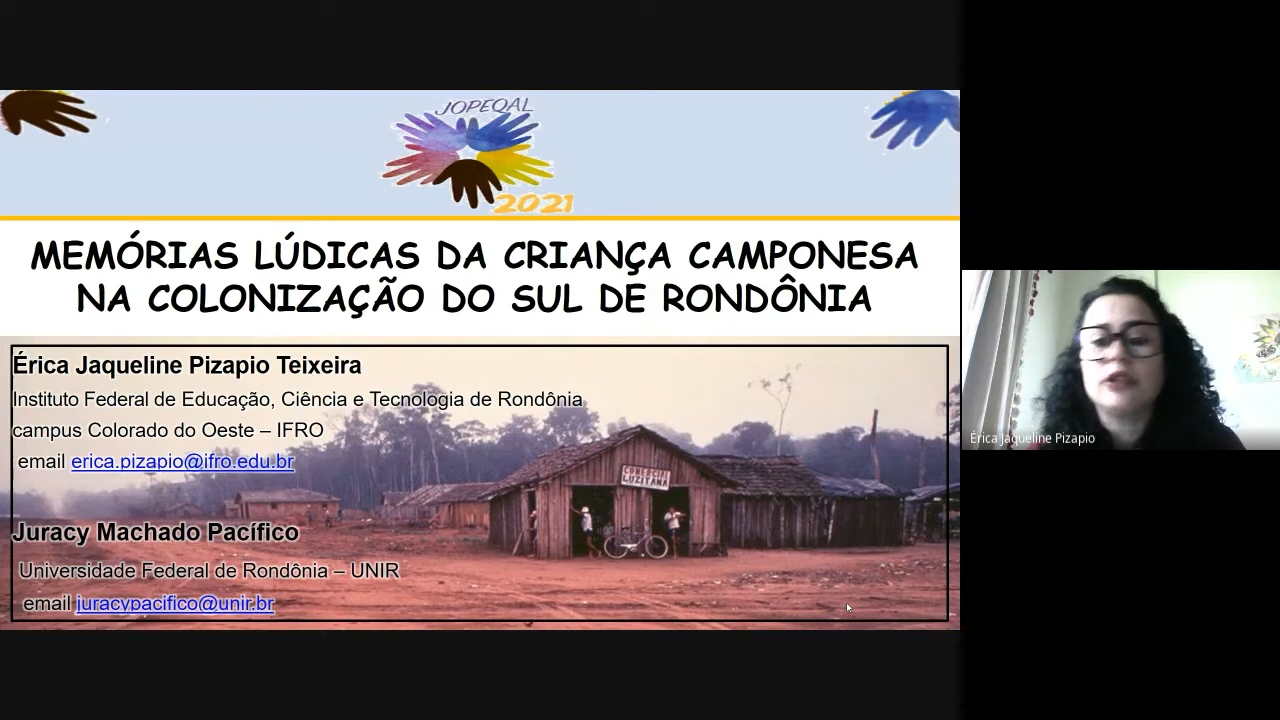 JOPEQAL
2021
MEMÓRIAS LÚDICAS DA CRIANÇA CAMPONESA
NA COLONIZAÇÃO DO SUL DE RONDÔNIA
Érica Jaqueline Pizapio Teixeira
Instituto Federal de Educação, Ciência e Tecnologia de Rondônia
campus Colorado do Oeste – IFRO
email erica.pizapio@ifro.edu.br
COMERCIAL
LUZITANA
Juracy Machado Pacífico
Universidade Federal de Rondônia – UNIR
email juracypacifico@unir.br
Érica Jaqueline Pizapio